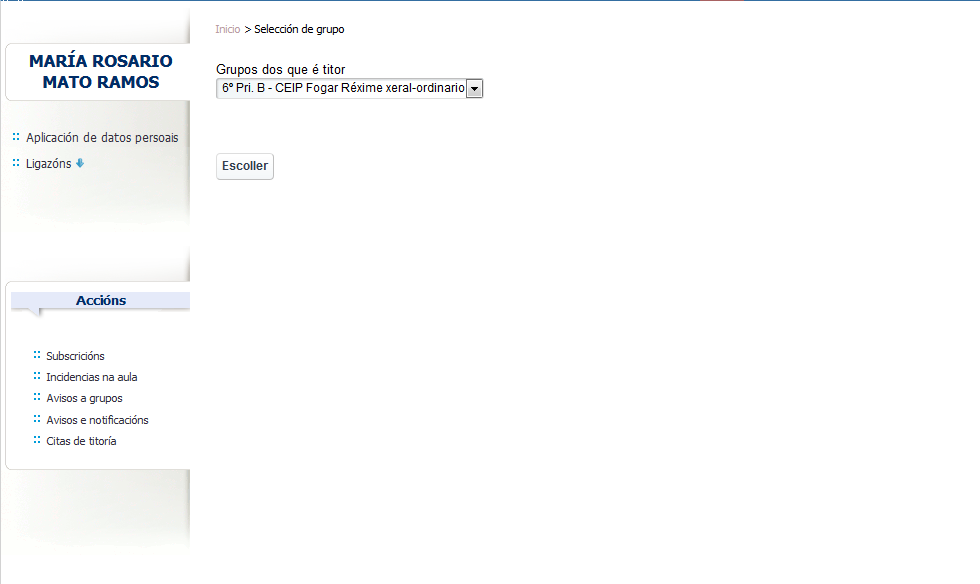 MARÍA ROSARIO
MATO RAMOS
Aplicación de datos persoais
Ligazóns
Accións
Subscricións
Incidencias na aula
Avisos a grupos
Avisos e notificacións
Citas de titoría
Inicio > Selección de grupo
Grupos dos que é titor
6º Pri. B - CEIP Fogar Réxime xeral-ordinario
Escoller